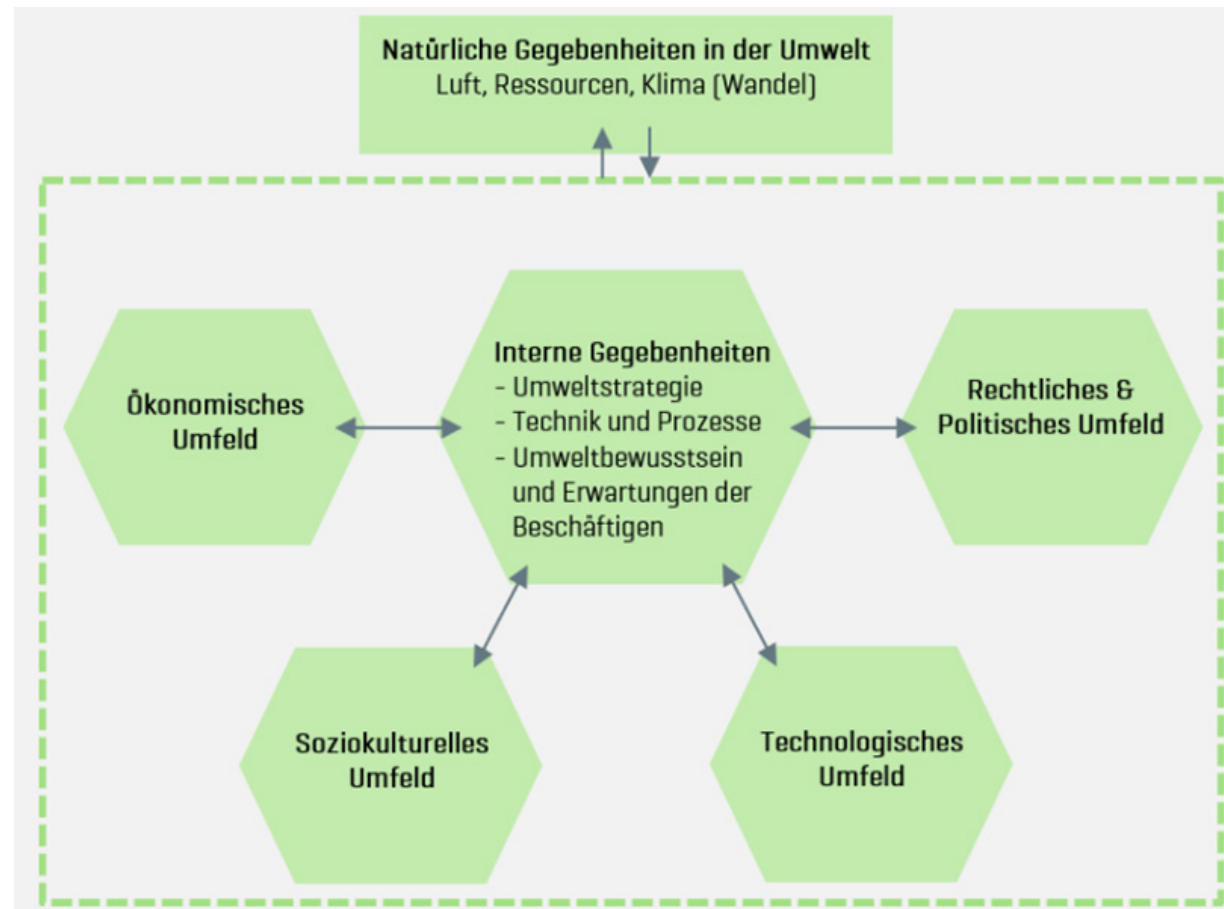 Natürliche Gegebenheiten in der Umwelt
Luft, Ressourcen, Klima (Wandel)
Interne Gegebenheiten
- Umweltstrategie
- Technik und Prozesse
- Umweltbewusstsein
und Erwartungen der
Beschäftigen
Ökonomisches
Umfeld
Rechtliches &
Politisches Umfeld
Soziokulturelles
Umfeld
Technologisches
Umfeld